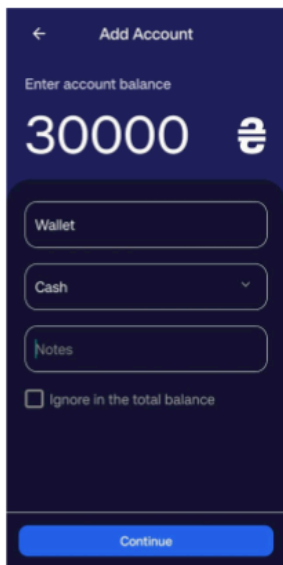 Add Account
Enter account balance
30000 ₴
Wallet
Cash
Notes
Ignore in the total balance
Continue